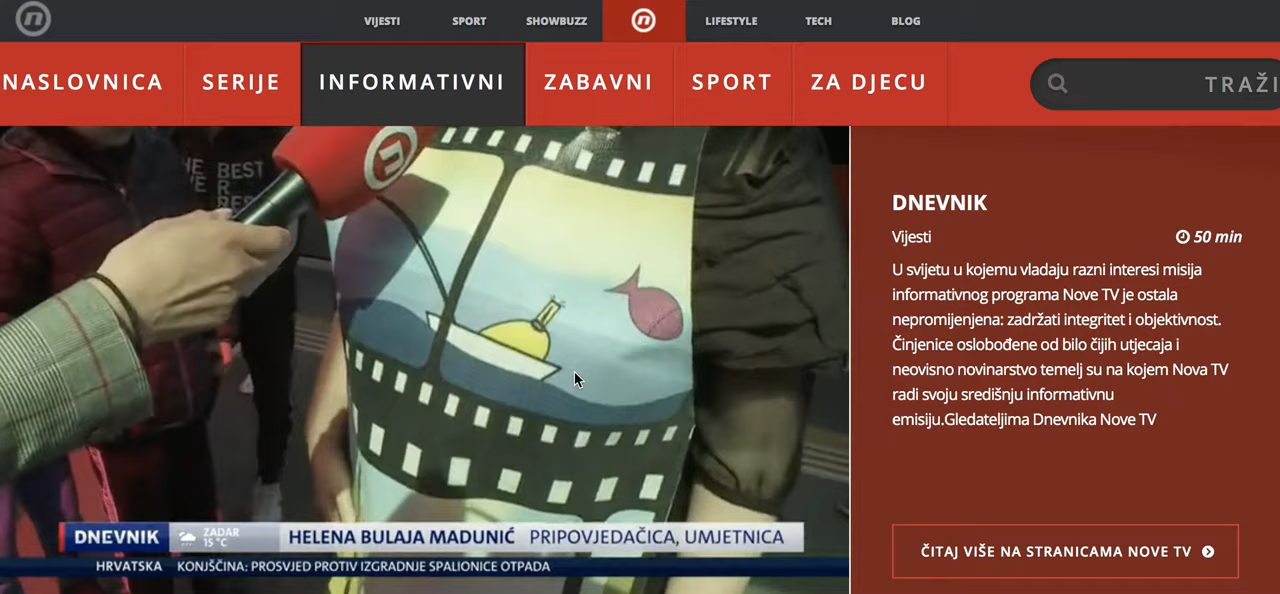 VIJESTI SPORT SHOWBUZZ LIFESTYLE TECH BLOG
NASLOVNICA SERIJE INFORMATIVNI ZABAVNI SPORT ZA DJECU TRAŽI
BEST
DNEVNIK
Vijesti 50 min
U svijetu u kojemu vladaju razni interesi misija
informativnog programa Nove TV je ostala
nepromijenjena: zadržati integritet i objektivnost.
Činjenice oslobođene od bilo čijih utjecaja i
neovisno novinarstvo temelj su na kojem Nova TV
radi svoju središnju informativnu
emisiju.Gledateljima Dnevnika Nove TV
ČITAJ VIŠE NA STRANICAMA NOVE TV
DNEVNIK ZADAR
15 °C
HELENA BULAJA MADUNIĆ PRIPOVJEDAČICA, UMJETNICA
HRVATSKA KONJŠČINA: PROSVJED PROTIV IZGRADNJE SPALIONICE OTPADA